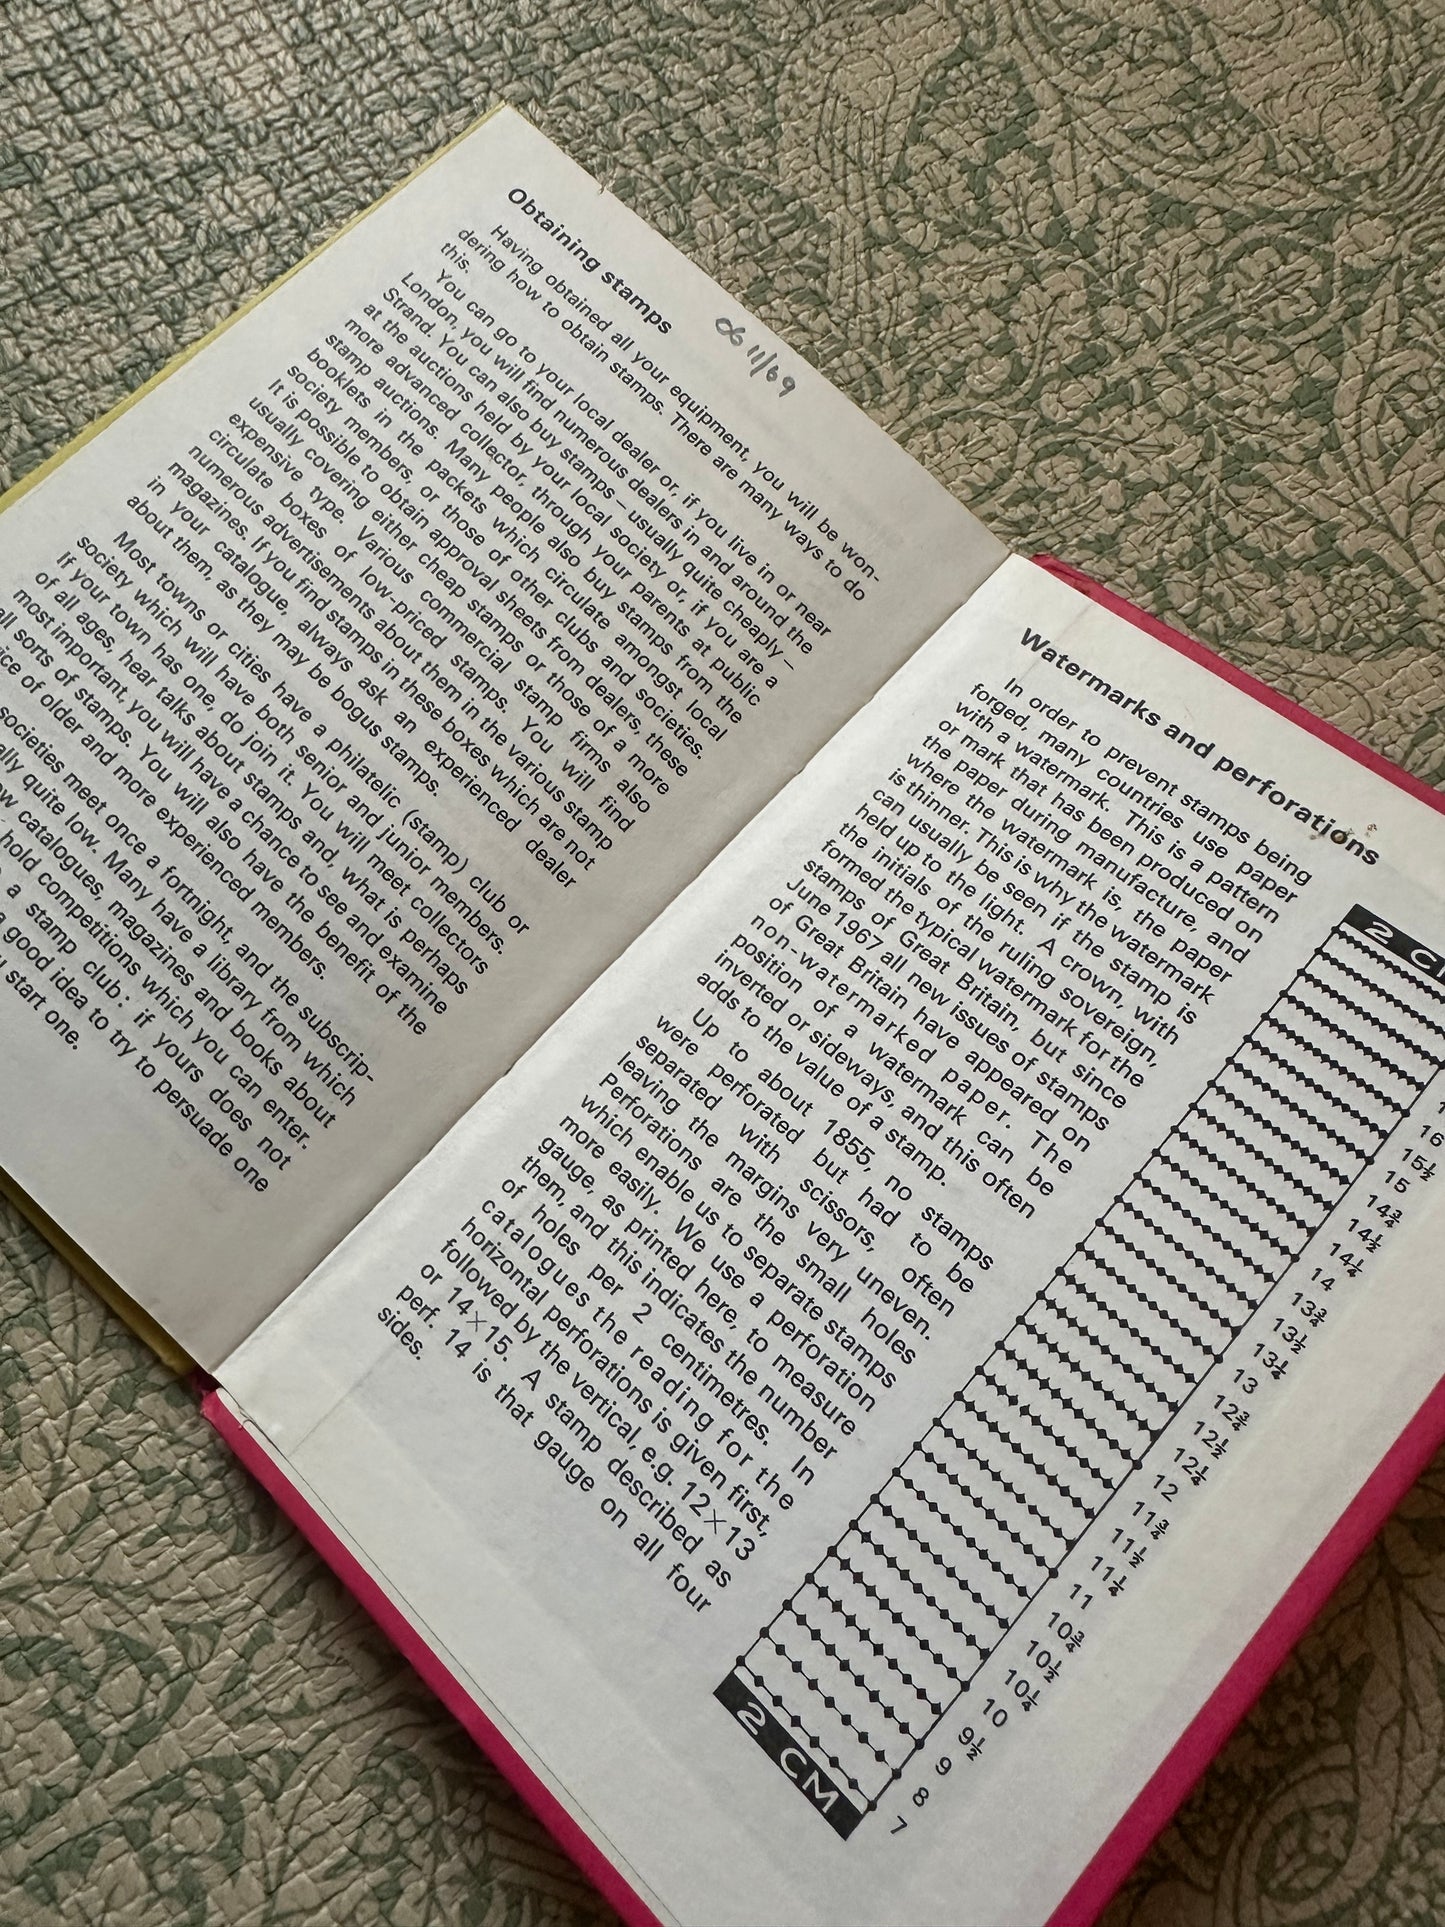 Obtaining stamps
Having obtained all your equipment, you will be won-
dering how to obtain stamps. There are many ways to do
this.
You can go to your local dealer or, if you live in or near
London, you will find numerous dealers in and around the
Strand. You can also buy stamps – usually quite cheaply –
at the auctions held by your local society or, if you are a
more advanced collector, through your parents at public
stamp auctions. Many people also buy stamps from the
booklets in the packets which circulate amongst local
society members, or those of other clubs and societies.
It is possible to obtain approval sheets from dealers, these
usually covering either cheap stamps or those of a more
expensive type. Various commercial stamp firms also
circulate boxes of low-priced stamps. You will find
numerous advertisements about them in the various stamp
magazines. If you find stamps in these boxes which are not
in your catalogue, always ask an experienced dealer
about them, as they may be bogus stamps.
Most towns or cities have a philatelic (stamp) club or
society which will have both senior and junior members.
If your town has one, do join it. You will meet collectors
of all ages, hear talks about stamps and, what is perhaps
most important, you will have a chance to see and examine
all sorts of stamps. You will also have the benefit of the
of older and more experienced members.
societies meet once a fortnight, and the subscrip-
quite low. Many have a library from which
catalogues, magazines and books about
hold competitions which you can enter.
a stamp club: if yours does not
good idea to try to persuade one
start one.
11/69
Watermarks and perforations
In order to prevent stamps being
forged, many countries use paper
with a watermark. This is a pattern
or mark that has been produced on
the paper during manufacture, and
where the watermark is, the paper
is thinner. This is why the watermark
can usually be seen if the stamp is
held up to the light. A crown, with
the initials of the ruling sovereign,
formed the typical watermark for the
stamps of Great Britain, but since
June 1967 all new issues of stamps
of Great Britain have appeared on
non-watermarked paper. The
position of a watermark can be
inverted or sideways, and this often
adds to the value of a stamp.
Up to about 1855, no stamps
were perforated but had to be
separated with scissors, often
leaving the margins very uneven.
Perforations are the small holes
which enable us to separate stamps
more easily. We use a perforation
gauge, as printed here, to measure
them, and this indicates the number
of holes per 2 centimetres. In
catalogues the reading for the
horizontal perforations is given first,
followed by the vertical, e.g. 12×13
or 14×15. A stamp described as
perf. 14 is that gauge on all four
sides.
2 C
16
15½
15
14¾
14½
14¼
14
13¾
13½
13¼
13
12¾
12½
12¼
12
11¾
11½
11¼
11
10¾
10½
10¼
10
9½
9
8
7
2 CM